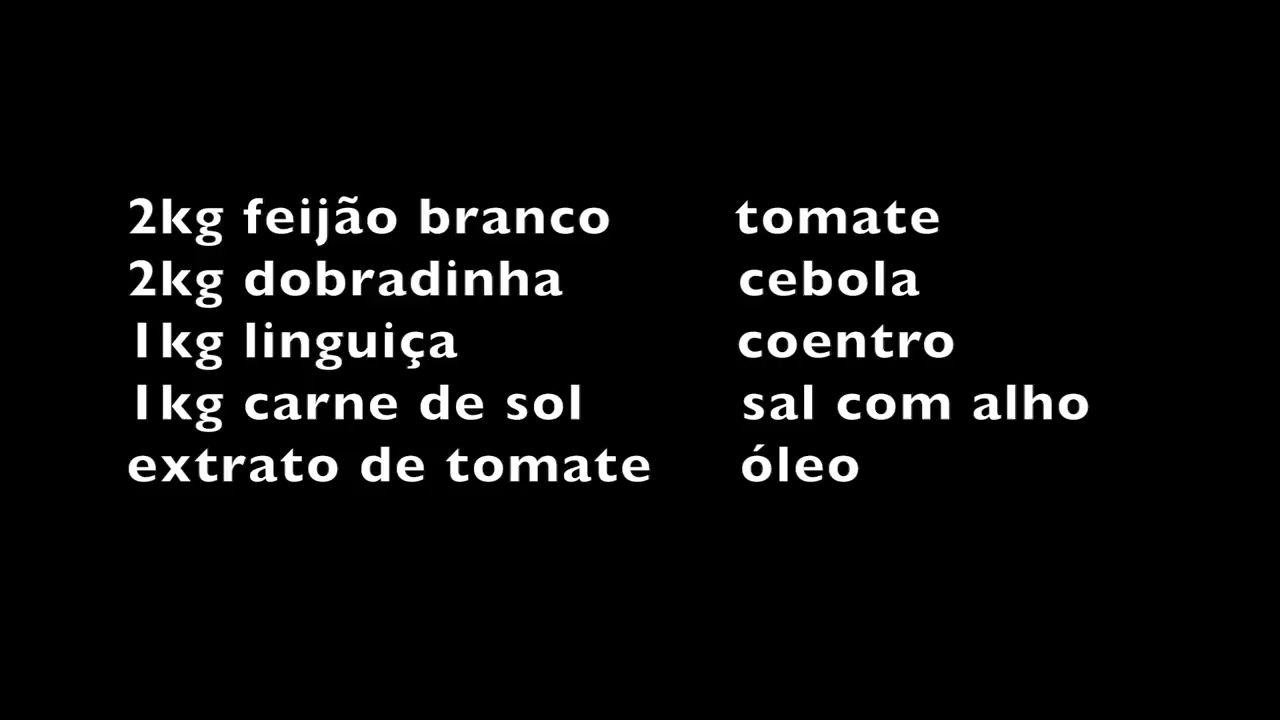 2kg feijão branco
2kg dobradinha
1kg linguiça
1kg carne de sol
extrato de tomate
tomate
cebola
coentro
sal com alho
óleo